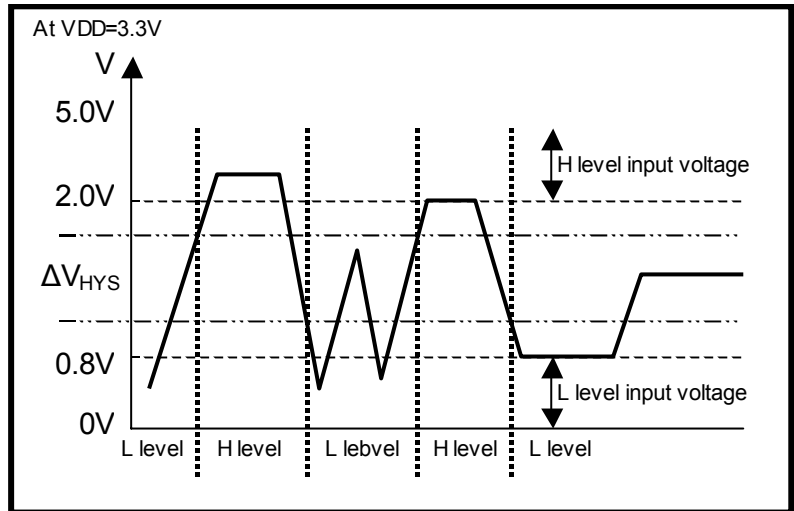 At VDD=3.3V
V
5.0V
H level input voltage
2.0V
ΔVHYS
0.8V
L level input voltage
0V
L level H level L lebvel H level L level